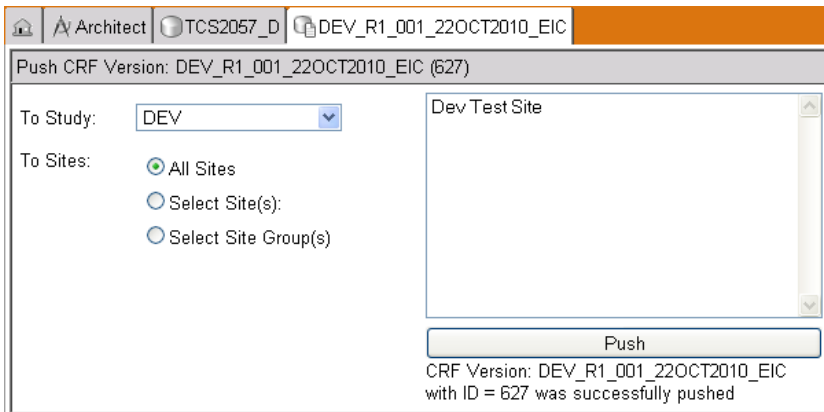 Architect TCS2057_D DEV_R1_001_22OCT2010_EIC
Push CRF Version: DEV_R1_001_22OCT2010_EIC (627)
To Study: DEV
Dev Test Site
To Sites:
All Sites
Select Site(s):
Select Site Group(s)
Push
CRF Version: DEV_R1_001_22OCT2010_EIC
with ID = 627 was successfully pushed